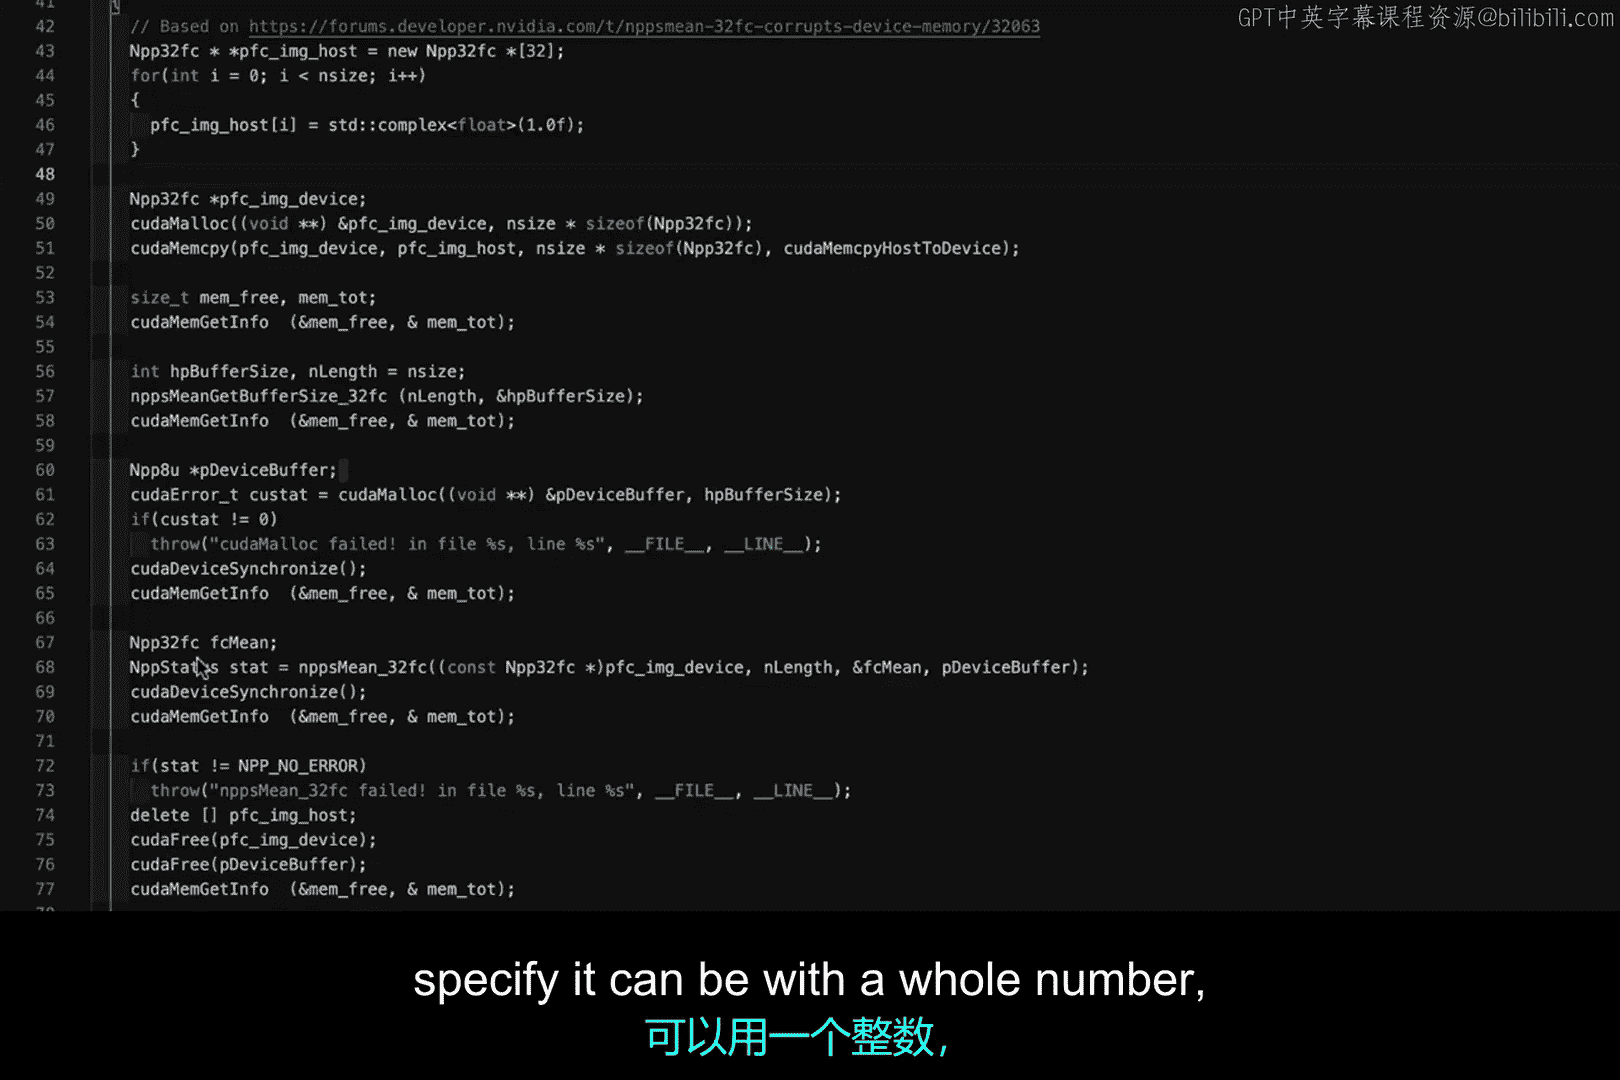 GPT中英字幕课程资源@bilibili.com
41 {
42 // Based on https://forums.developer.nvidia.com/t/nppsmean-32fc-corrupts-device-memory/32063
43 Npp32fc * *pfc_img_host = new Npp32fc *[32];
44 for(int i = 0; i < nsize; i++)
45 {
46 pfc_img_host[i] = std::complex<float>(1.0f);
47 }
48
49 Npp32fc *pfc_img_device;
50 cudaMalloc((void **) &pfc_img_device, nsize * sizeof(Npp32fc));
51 cudaMemcpy(pfc_img_device, pfc_img_host, nsize * sizeof(Npp32fc), cudaMemcpyHostToDevice);
52
53 size_t mem_free, mem_tot;
54 cudaMemGetInfo (&mem_free, & mem_tot);
55
56 int hpBufferSize, nLength = nsize;
57 nppsMeanGetBufferSize_32fc (nLength, &hpBufferSize);
58 cudaMemGetInfo (&mem_free, & mem_tot);
59
60 Npp8u *pDeviceBuffer;
61 cudaError_t custat = cudaMalloc((void **) &pDeviceBuffer, hpBufferSize);
62 if(custat != 0)
63 throw("cudaMalloc failed! in file %s, line %s", __FILE__, __LINE__);
64 cudaDeviceSynchronize();
65 cudaMemGetInfo (&mem_free, & mem_tot);
66
67 Npp32fc fcMean;
68 NppStatus stat = nppsMean_32fc((const Npp32fc *)pfc_img_device, nLength, &fcMean, pDeviceBuffer);
69 cudaDeviceSynchronize();
70 cudaMemGetInfo (&mem_free, & mem_tot);
71
72 if(stat != NPP_NO_ERROR)
73 throw("nppsMean_32fc failed! in file %s, line %s", __FILE__, __LINE__);
74 delete [] pfc_img_host;
75 cudaFree(pfc_img_device);
76 cudaFree(pDeviceBuffer);
77 cudaMemGetInfo (&mem_free, & mem_tot);
specify it can be with a whole number,
可以用一个整数，